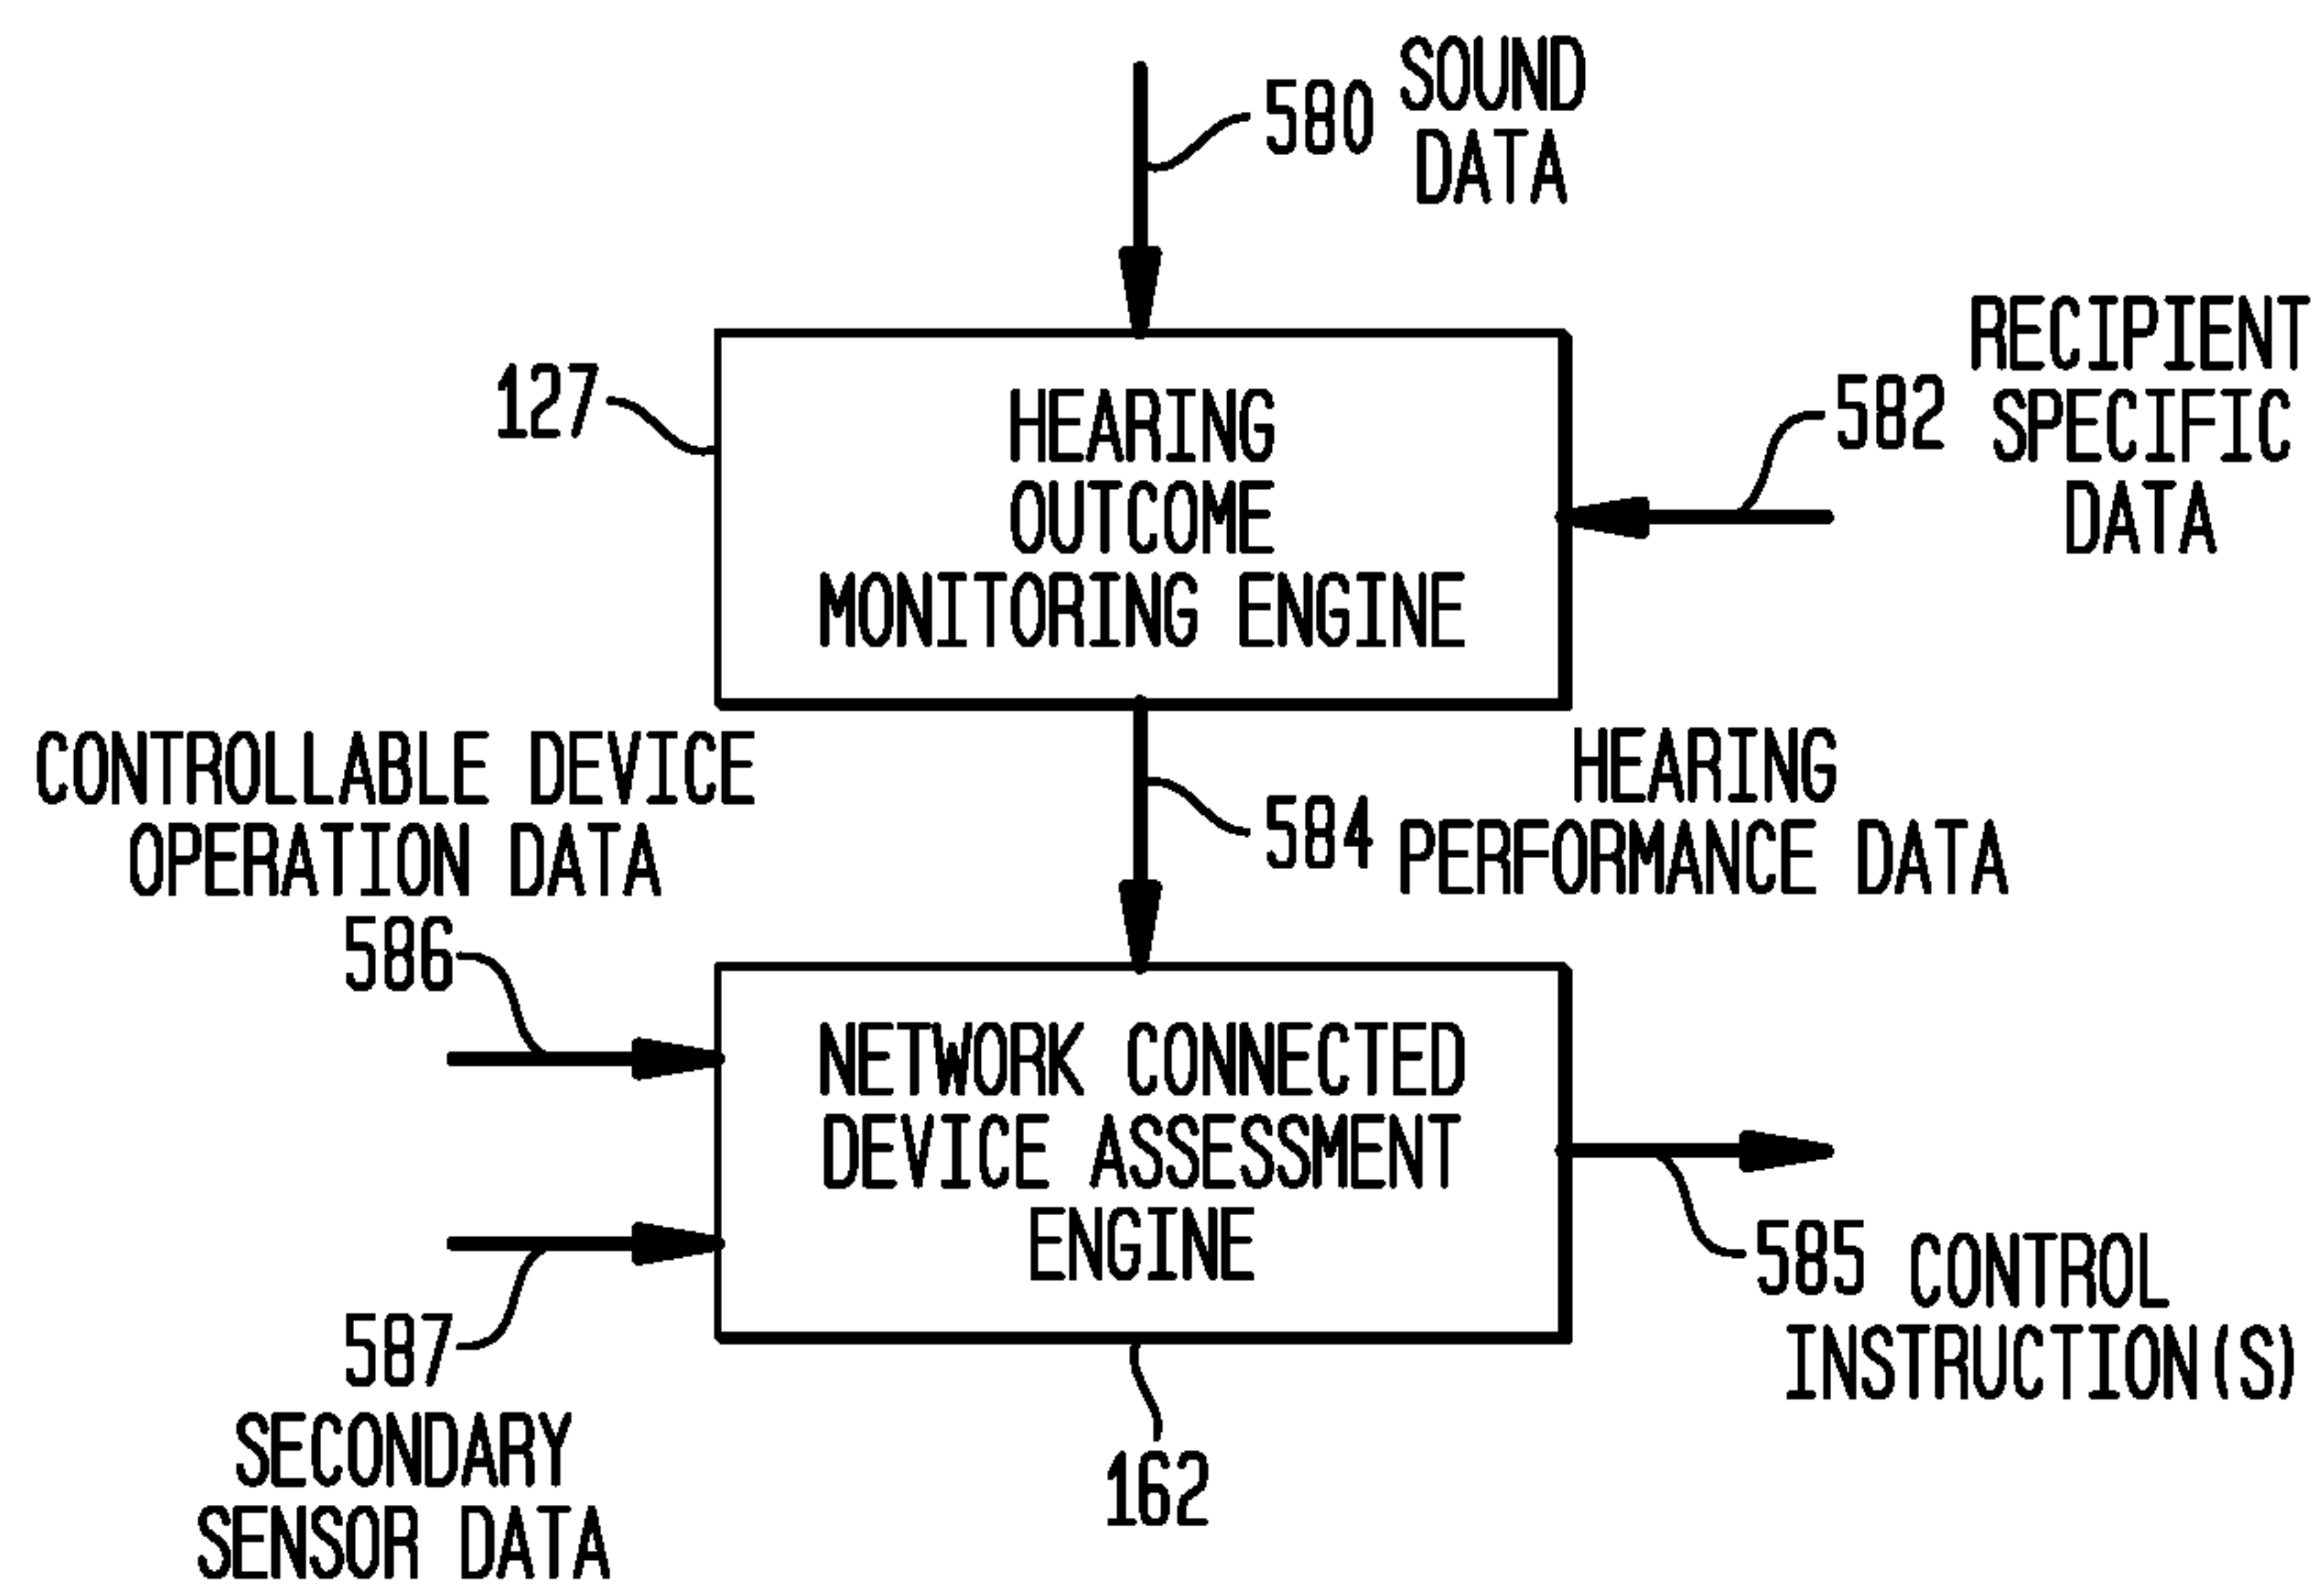 580 SOUND
DATA
127
HEARING
OUTCOME
MONITORING ENGINE
RECIPIENT
582 SPECIFIC
DATA
CONTROLLABLE DEVICE
OPERATION DATA
586
584 HEARING
PERFORMANCE DATA
NETWORK CONNECTED
DEVICE ASSESSMENT
ENGINE
587
SECONDARY
SENSOR DATA
585 CONTROL
INSTRUCTION(S)
162